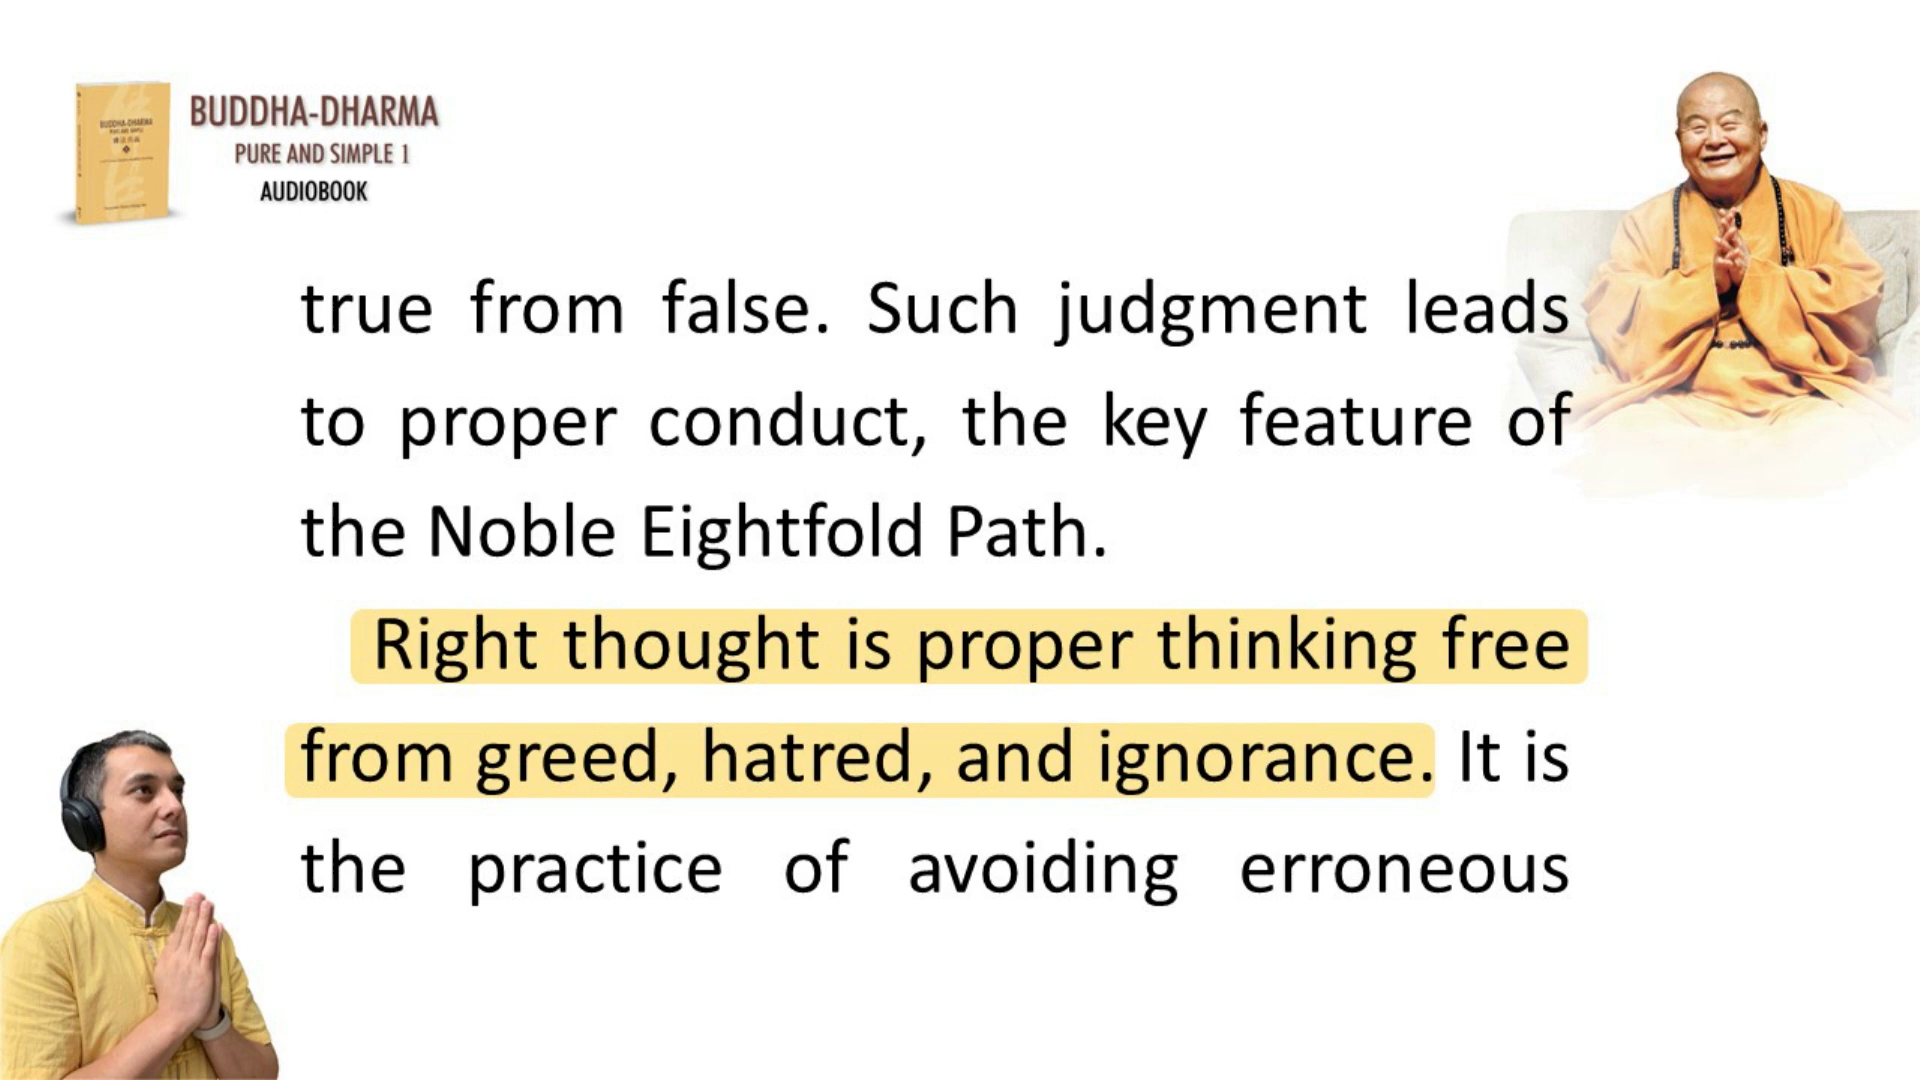 BUDDHA-DHARMA
PURE AND SIMPLE 1
AUDIOBOOK
BUDDHA-DHARMA
true from false. Such judgment leads
to proper conduct, the key feature of
the Noble Eightfold Path.
Right thought is proper thinking free
from greed, hatred, and ignorance. It is
the practice of avoiding erroneous